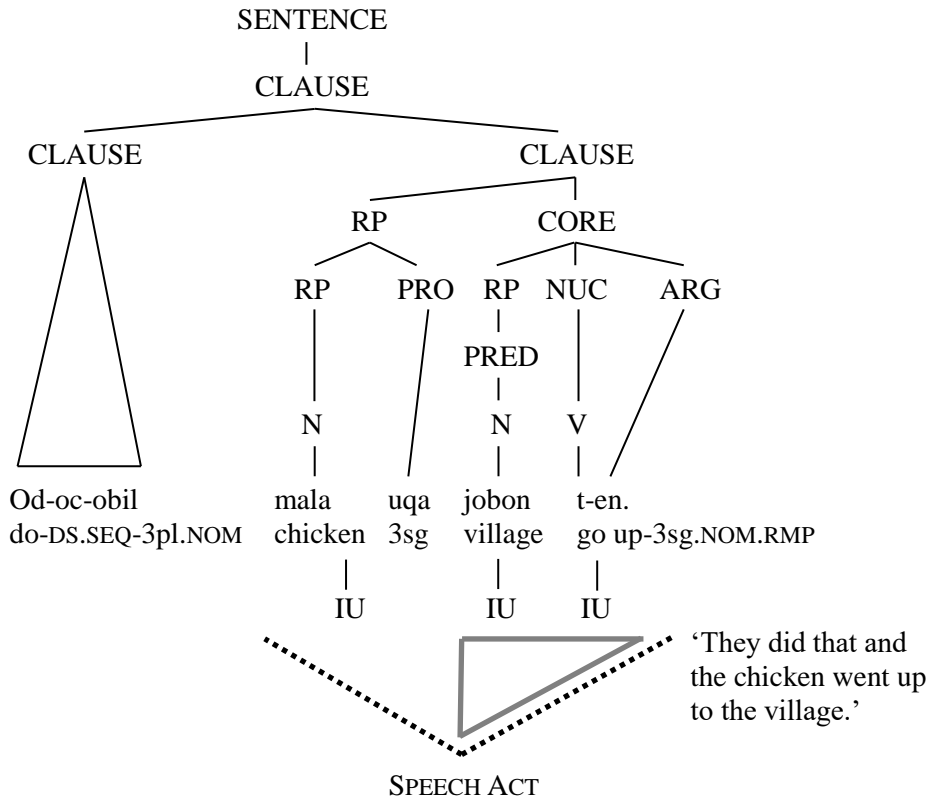 SENTENCE
CLAUSE
CLAUSE CLAUSE
RP CORE
RP PRO RP NUC ARG
PRED
N N V
Od-oc-obil mala uqa jobon t-en.
do-DS.SEQ-3pl.NOM chicken 3sg village go up-3sg.NOM.RMP
IU IU IU
‘They did that and
the chicken went up
to the village.’
SPEECH ACT